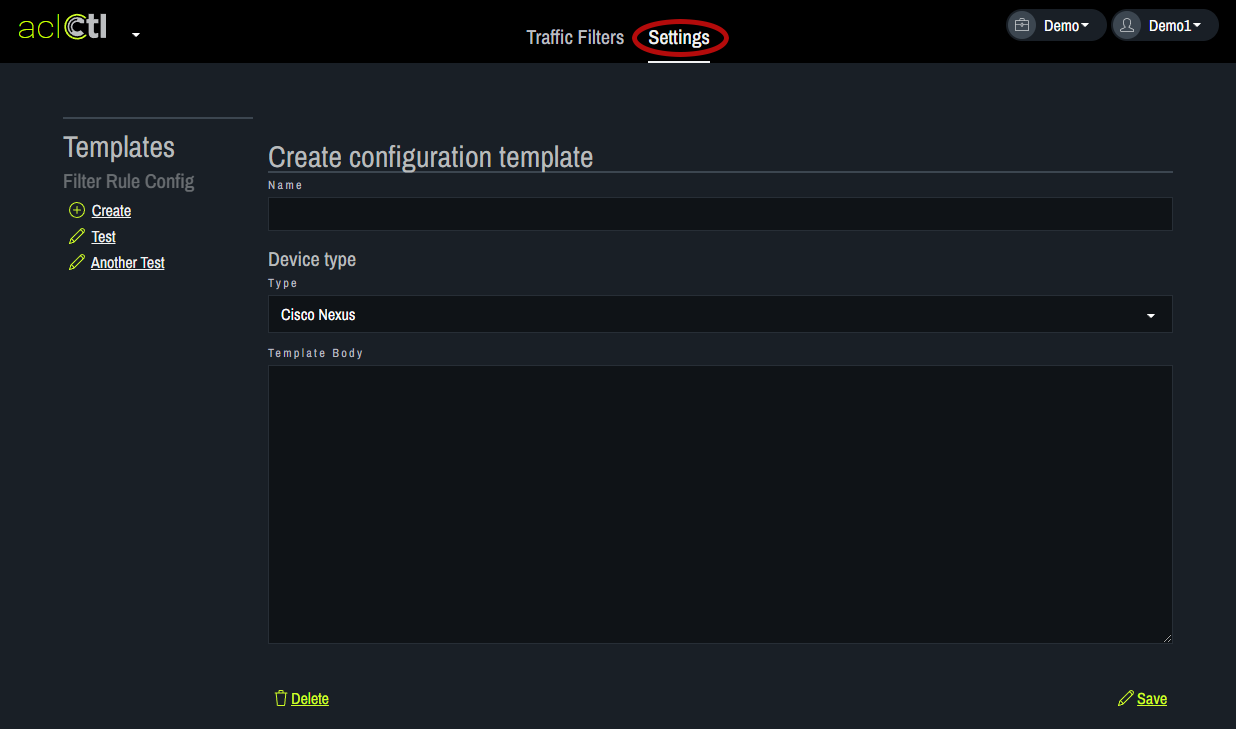 aclctl
Traffic Filters Settings
Demo Demo1
Templates
Filter Rule Config
Create
Test
Another Test
Create configuration template
Name
Device type
Type
Cisco Nexus
Template Body
Delete Save